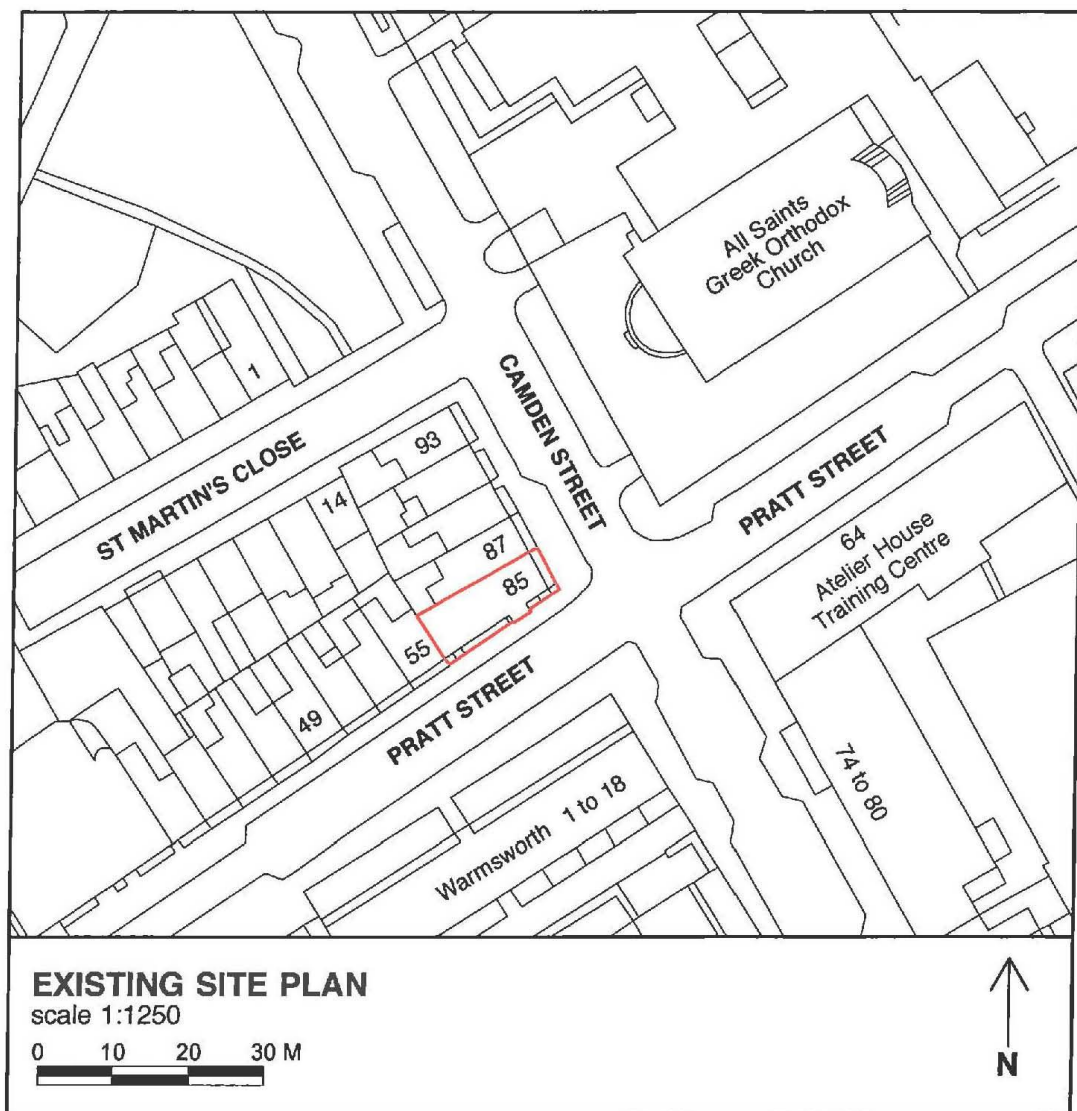 All Saints
Greek Orthodox
Church
1
CAMDEN STREET
ST MARTIN'S CLOSE
93
14
87
85
55
49
PRATT STREET
PRATT STREET
64
Atelier House
Training Centre
74 to 80
Warmsworth 1 to 18
EXISTING SITE PLAN
scale 1:1250
0 10 20 30 M
N